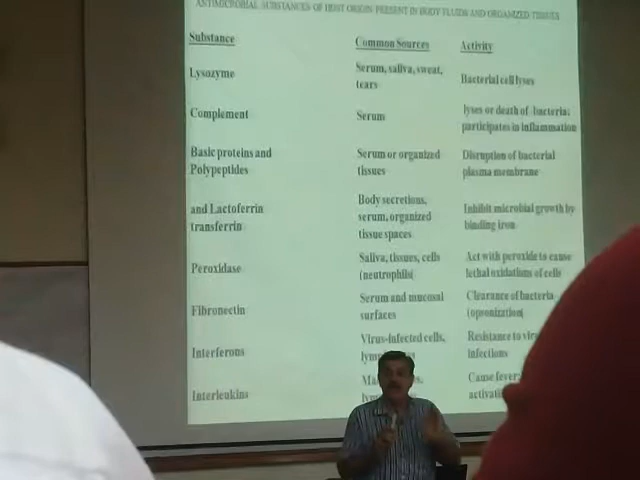 ANTIMICROBIAL SUBSTANCES OF HOST ORIGIN PRESENT IN BODY FLUIDS AND ORGANIZED TISSUES
Substance Common Sources Activity
Lysozyme Serum, saliva, sweat, Bacterial cell lyses
tears
Complement Serum lyses or death of bacteria;
participates in inflammation
Basic proteins and Serum or organized Disruption of bacterial
Polypeptides tissues plasma membrane
and Lactoferrin Body secretions, Inhibit microbial growth by
transferrin serum, organized binding iron
tissue spaces
Peroxidase Saliva, tissues, cells Act with peroxide to cause
(neutrophils( lethal oxidations of cells
Fibronectin Serum and mucosal Clearance of bacteria
surfaces (opsonization(
Interferons Virus-infected cells, Resistance to
infections
Interleukins Cause fever;